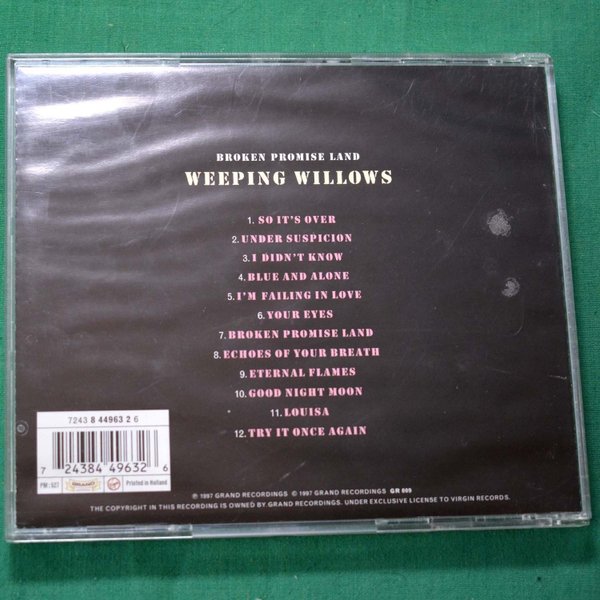 BROKEN PROMISE LAND
WEEPING WILLOWS
1. SO IT'S OVER
2. UNDER SUSPICION
3. I DIDN'T KNOW
4. BLUE AND ALONE
5. I'M FAILING IN LOVE
6. YOUR EYES
7. BROKEN PROMISE LAND
8. ECHOES OF YOUR BREATH
9. ETERNAL FLAMES
10. GOOD NIGHT MOON
11. LOUISA
12. TRY IT ONCE AGAIN
7243 8 44963 2 6
7 24384 49632 6
PM: 527 GRAND Virgin Printed in Holland
℗ 1997 GRAND RECORDINGS © 1997 GRAND RECORDINGS GR 009
THE COPYRIGHT IN THIS RECORDING IS OWNED BY GRAND RECORDINGS. UNDER EXCLUSIVE LICENSE TO VIRGIN RECORDS.